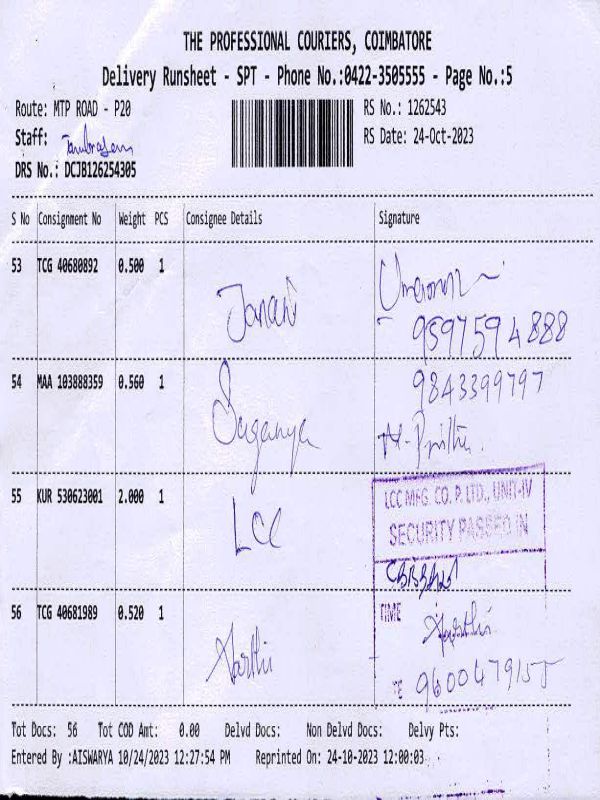 THE PROFESSIONAL COURIERS, COIMBATORE
Delivery Runsheet - SPT - Phone No.:0422-3505555 - Page No.:5
Route: MTP ROAD - P20
RS No.: 1262543
Staff:
RS Date: 24-Oct-2023
DRS No.: DCJB126254305
S No Consignment No Weight PCS Consignee Details Signature
53 TCG 40680892 0.500 1
Janani
9597594888
54 MAA 103888359 0.560 1
9843399797
Suganya
55 KUR 530623001 2.000 1
LCC MFG. CO. P. LTD., UNIT-IV
LCC
SECURITY PASSED IN
56 TCG 40681989 0.520 1
TIME
Aarthi
Aarthi
9600479155
Tot Docs: 56 Tot COD Amt: 0.00 Delvd Docs: Non Delvd Docs: Delvy Pts:
Entered By :AISWARYA 10/24/2023 12:27:54 PM Reprinted On: 24-10-2023 12:00:03